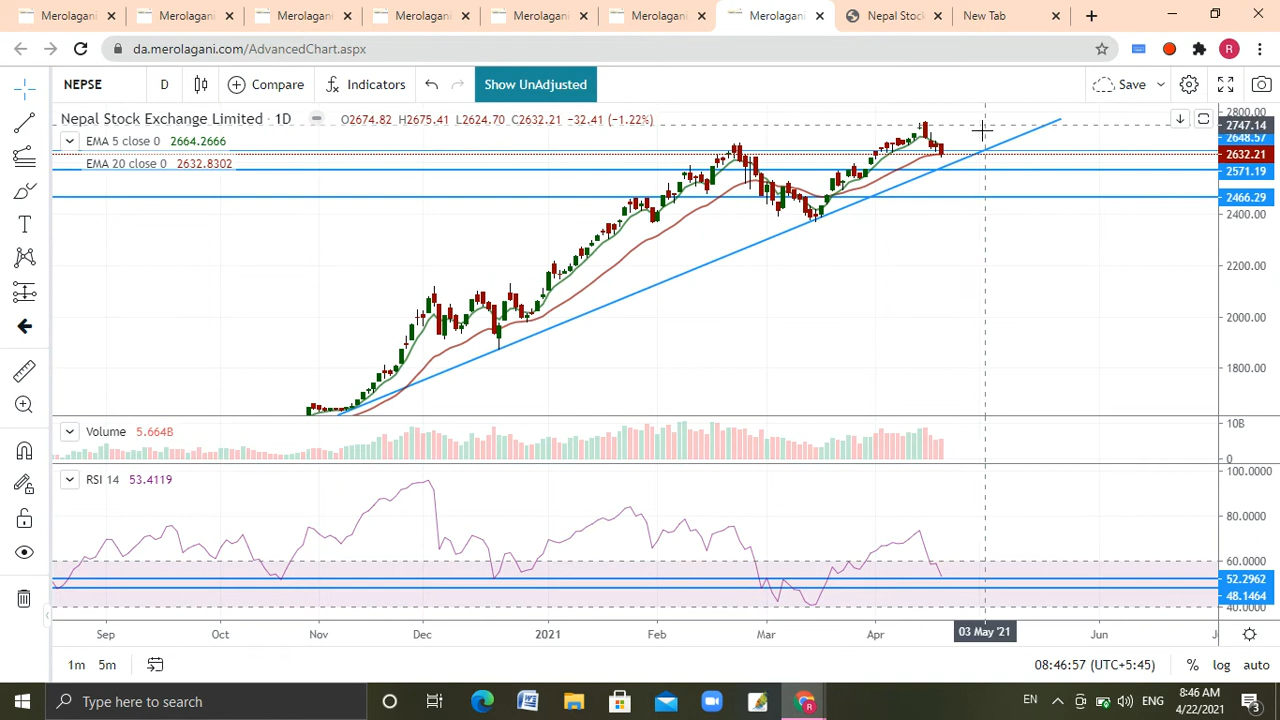 Merolagani
Merolagani
Merolagani
Merolagani
Merolagani
Merolagani
Merolagani
Nepal Stock
New Tab
da.merolagani.com/AdvancedChart.aspx
R
NEPSE
D
Compare
Indicators
Show UnAdjusted
Save
Nepal Stock Exchange Limited · 1D
O2674.82 H2675.41 L2624.70 C2632.21 −32.41 (−1.22%)
EMA 5 close 0 2664.2666
EMA 20 close 0 2632.8302
2800.00
2747.14
2648.57
2632.21
2571.19
2466.29
2400.00
2200.00
2000.00
1800.00
Volume 5.664B
10B
0
RSI 14 53.4119
100.0000
80.0000
60.0000
52.2962
48.1464
40.0000
Sep Oct Nov Dec 2021 Feb Mar Apr 03 May '21 Jun
1m 5m
08:46:57 (UTC+5:45) % log auto
Type here to search
EN
ENG
8:46 AM
4/22/2021
3